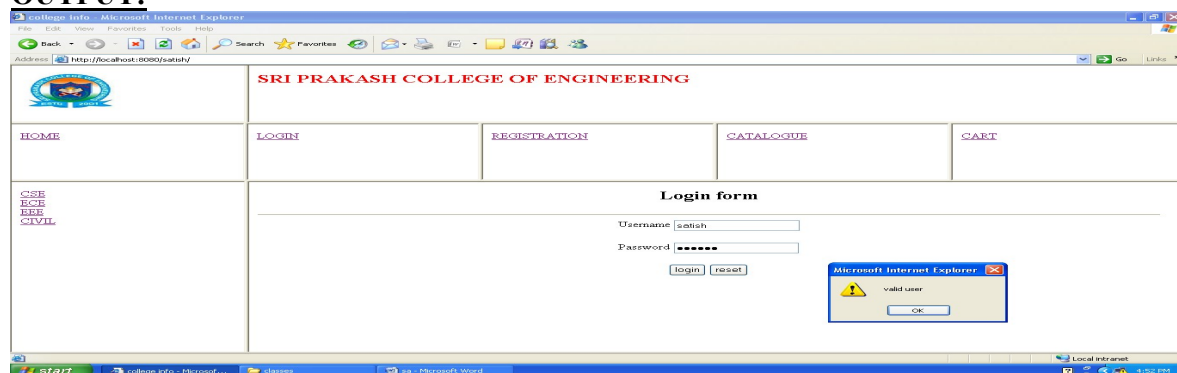 OUTPUT:
college info - Microsoft Internet Explorer
File Edit View Favorites Tools Help
Back Search Favorites
Address http://localhost:8080/satish/ Go Links
SRI PRAKASH COLLEGE OF ENGINEERING
ESTD 2001
HOME LOGIN REGISTRATION CATALOGUE CART
CSE
ECE
EEE
CIVIL
Login form
Username satish
Password ●●●●●●
login reset
Microsoft Internet Explorer
valid user
OK
Local intranet
start college info - Microsof... classes sa - Microsoft Word 4:52 PM